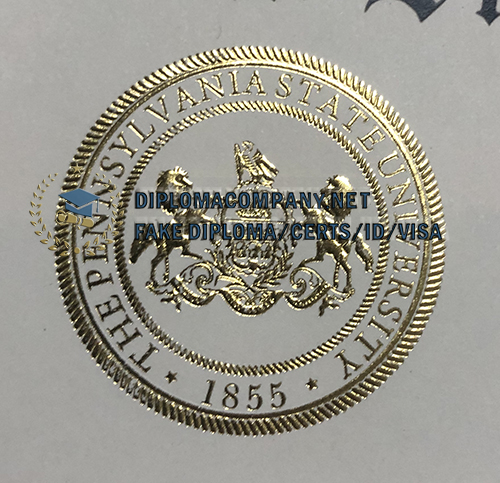 THE PENNSYLVANIA STATE UNIVERSITY
DIPLOMACOMPANY.NET
FAKE DIPLOMA/CERTS/ID/VISA
★ 1855 ★